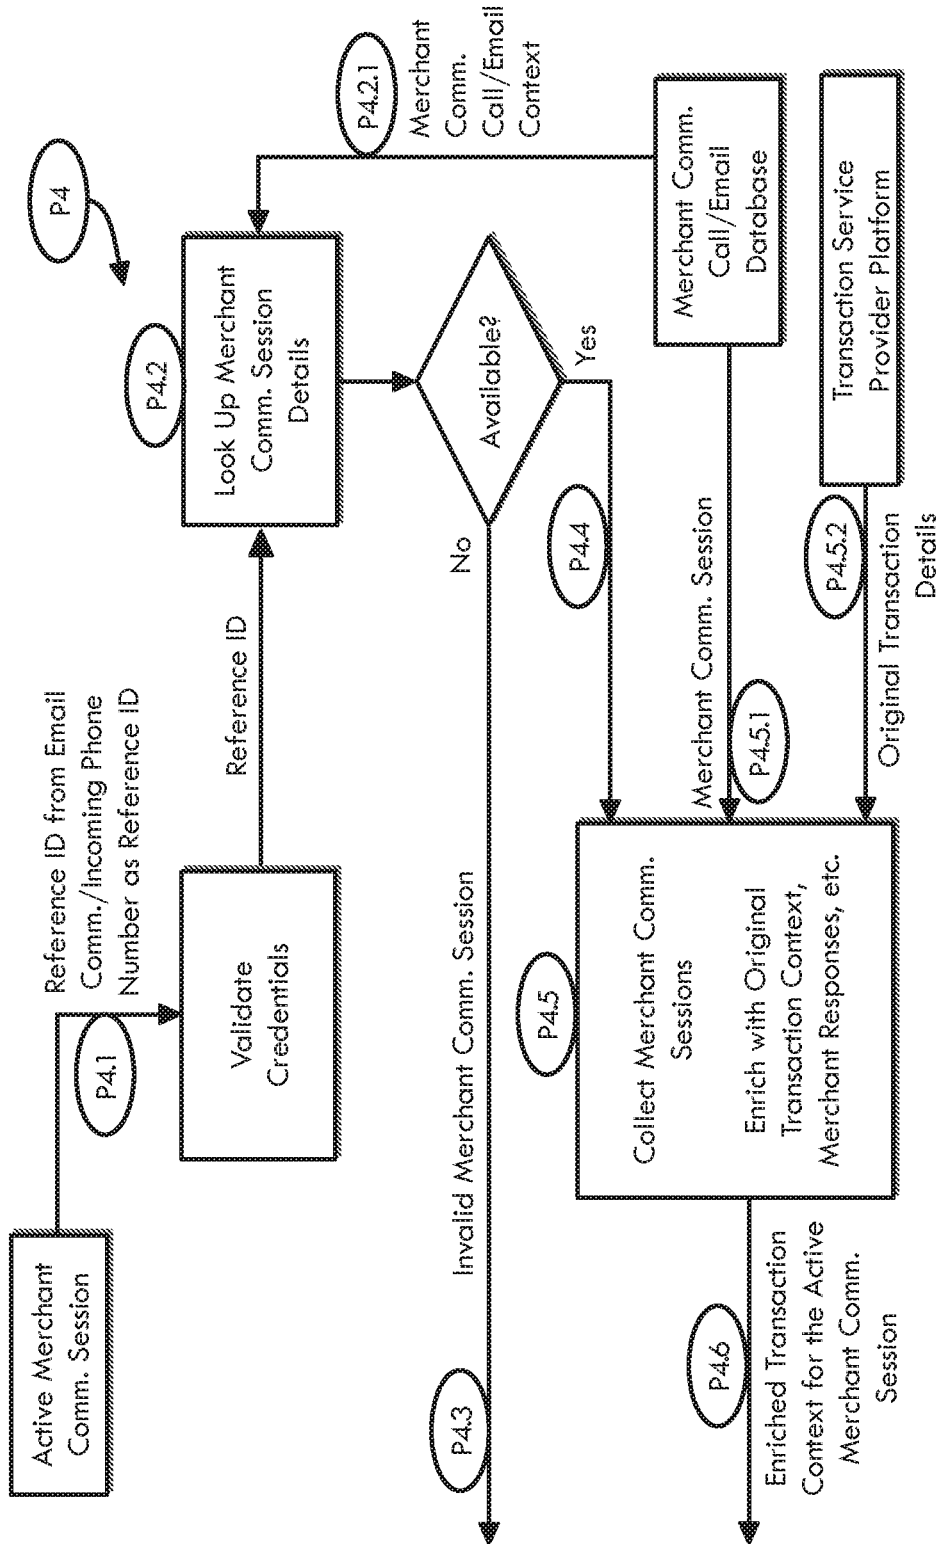 P4
Active Merchant
Comm. Session
P4.1
Reference ID from Email
Comm./Incoming Phone
Number as Reference ID
Validate
Credentials
Reference ID
P4.2
Look Up Merchant
Comm. Session
Details
P4.2.1
Merchant
Comm.
Call/Email
Context
Available?
No
Yes
P4.3
Invalid Merchant Comm. Session
P4.4
P4.5
Collect Merchant Comm.
Sessions
Enrich with Original
Transaction Context,
Merchant Responses, etc.
Merchant Comm. Session
P4.5.1
Merchant Comm.
Call/Email
Database
P4.5.2
Original Transaction
Details
Transaction Service
Provider Platform
P4.6
Enriched Transaction
Context for the Active
Merchant Comm.
Session